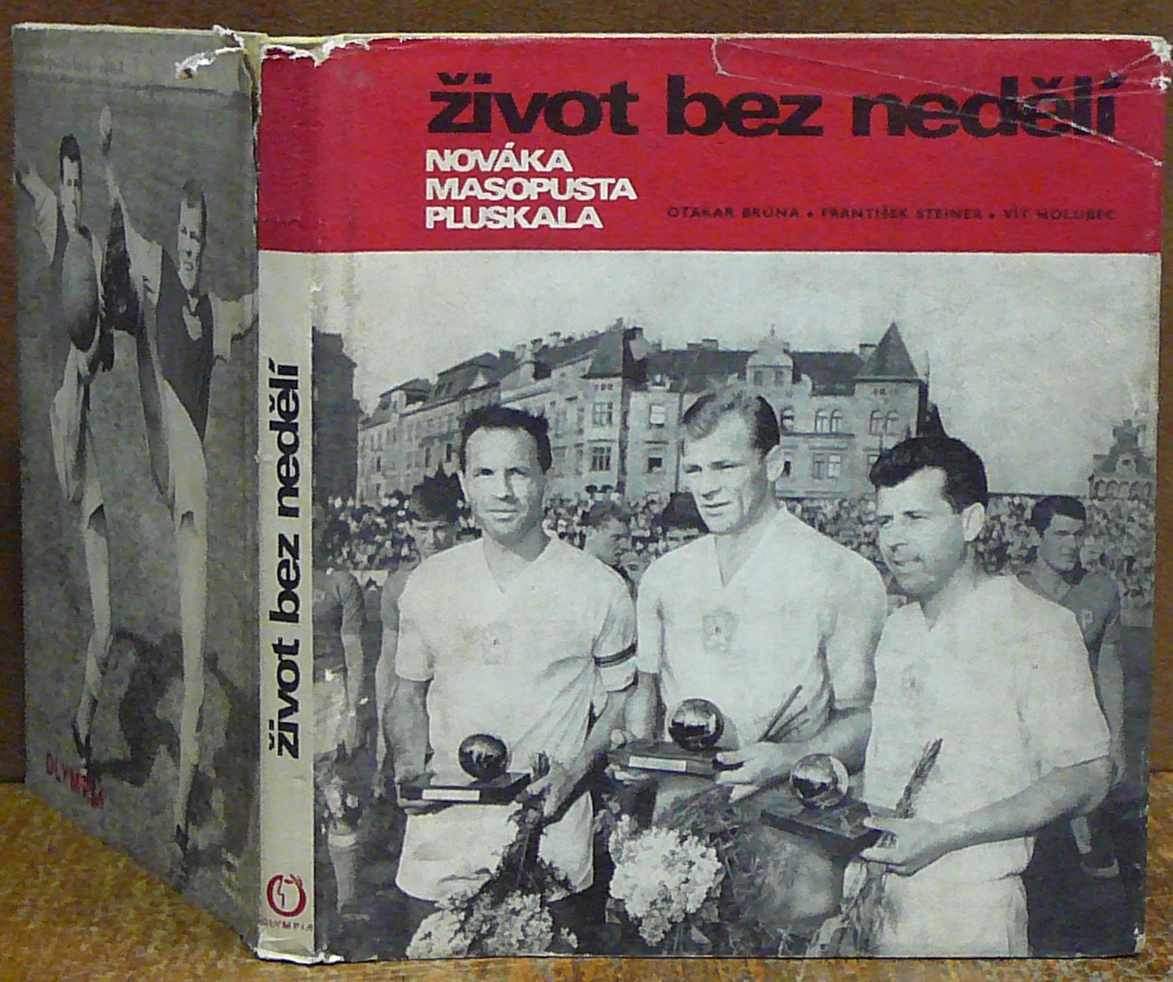 život bez nedělí
NOVÁKA
MASOPUSTA
PLUSKALA
OTAKAR BRŮNA • FRANTIŠEK STEINER • VÍT HOLUBEC
život bez nedělí
OLYMPIA
OLYMPIA